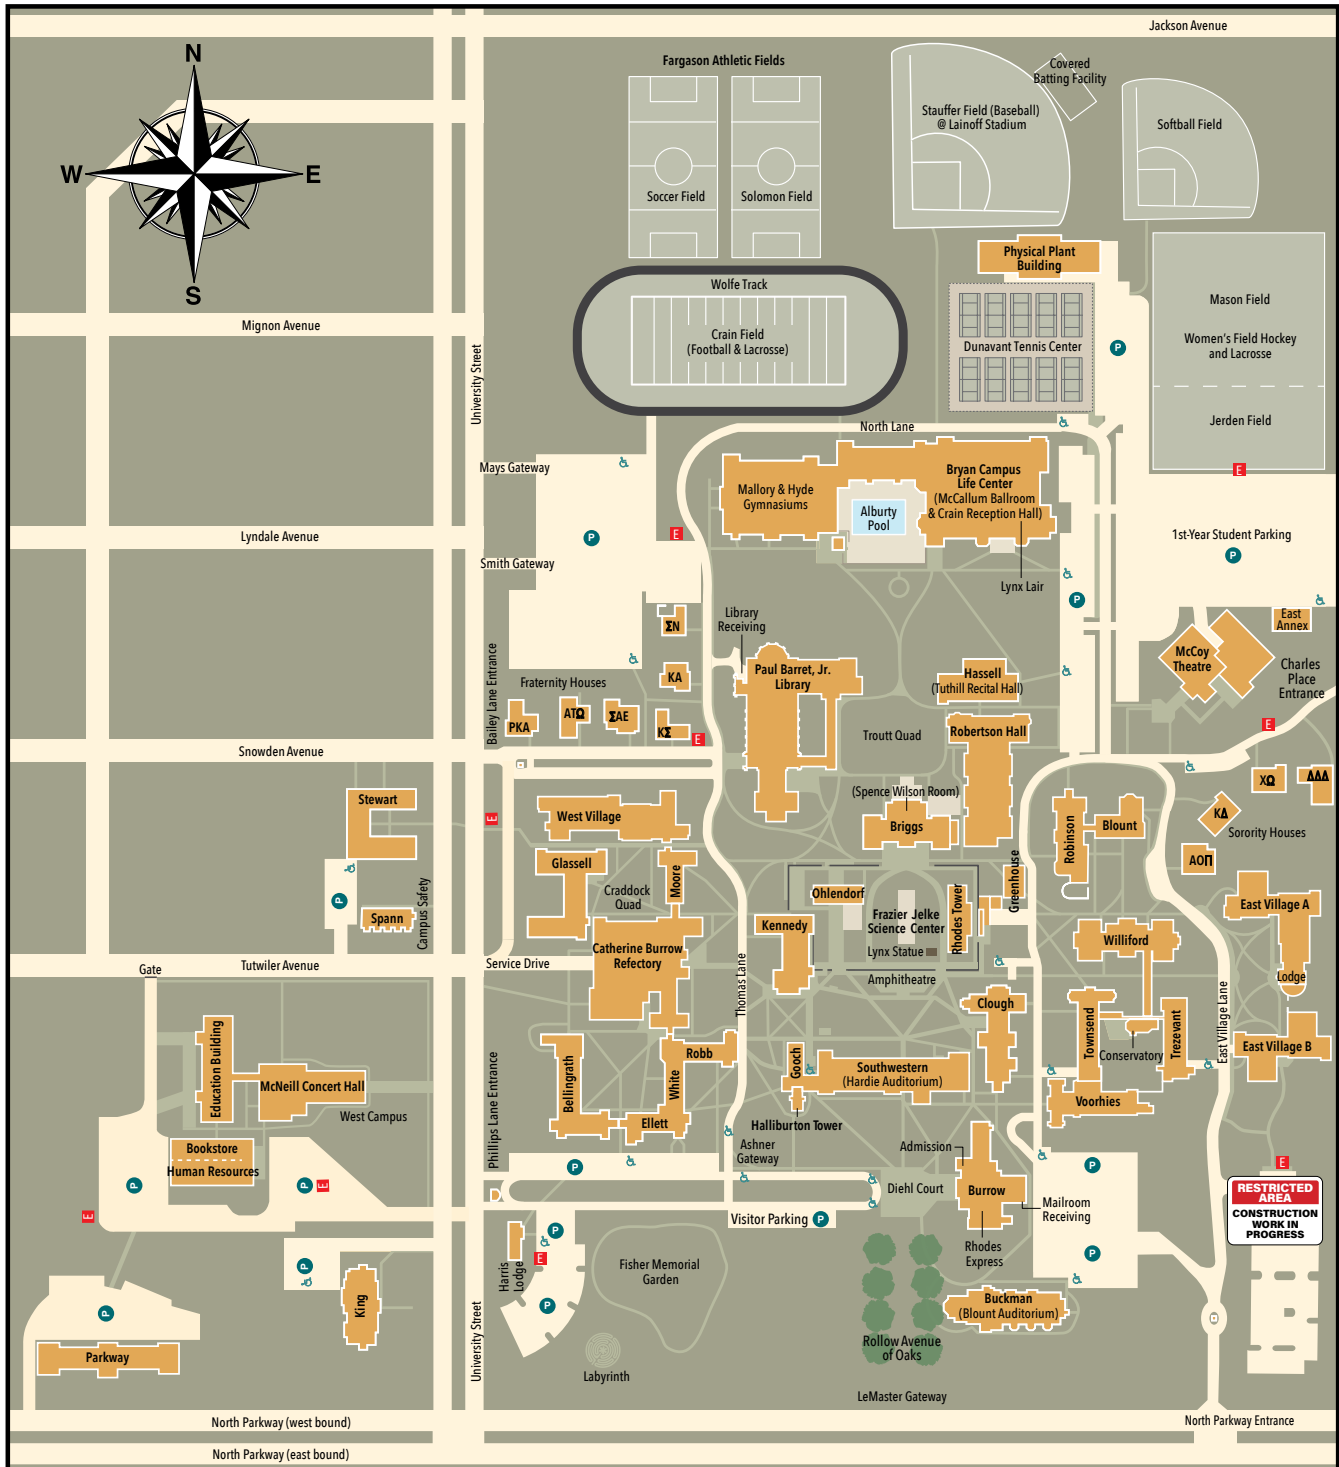 Jackson Avenue
N
W
E
S
Fargason Athletic Fields
Soccer Field
Solomon Field
Stauffer Field (Baseball)
@ Lainoff Stadium
Covered
Batting Facility
Softball Field
Physical Plant
Building
Wolfe Track
Crain Field
(Football & Lacrosse)
Dunavant Tennis Center
P
Mason Field
Women's Field Hockey
and Lacrosse
Jerden Field
Mignon Avenue
University Street
North Lane
Mays Gateway
Mallory & Hyde
Gymnasiums
Bryan Campus
Life Center
(McCallum Ballroom
& Crain Reception Hall)
Alburty
Pool
E
Lyndale Avenue
P
E
1st-Year Student Parking
P
Smith Gateway
Lynx Lair
P
ΣN
Library
Receiving
East
Annex
McCoy
Theatre
Charles
Place
Entrance
Bailey Lane Entrance
Fraternity Houses
KA
Paul Barret, Jr.
Library
Hassell
(Tuthill Recital Hall)
PKA
ATΩ
ΣAE
KΣ
E
Troutt Quad
Robertson Hall
E
Snowden Avenue
XΩ
ΔΔΔ
Stewart
(Spence Wilson Room)
E
West Village
Briggs
Robinson
Blount
KΔ
Sorority Houses
Glassell
Moore
Craddock
Quad
Greenhouse
AOΠ
P
Spann
Campus Safety
Ohlendorf
Frazier Jelke
Science Center
Rhodes Tower
Kennedy
East Village A
Catherine Burrow
Refectory
Lynx Statue
Williford
Gate
Tutwiler Avenue
Service Drive
Amphitheatre
Lodge
Thomas Lane
Clough
East Village Lane
Education Building
Townsend
Conservatory
Trezevant
East Village B
Bellingrath
Robb
White
Gooch
Southwestern
(Hardie Auditorium)
McNeill Concert Hall
West Campus
Phillips Lane Entrance
Voorhies
Ellett
Halliburton Tower
Bookstore
Human Resources
Ashner
Gateway
Admission
P
P
E
P
P
E
RESTRICTED
AREA
CONSTRUCTION
WORK IN
PROGRESS
E
Diehl Court
Burrow
Mailroom
Receiving
Visitor Parking
P
P
E
Harris
Lodge
Rhodes
Express
P
P
Fisher Memorial
Garden
King
P
P
Buckman
(Blount Auditorium)
Parkway
University Street
Labyrinth
Rollow Avenue
of Oaks
LeMaster Gateway
North Parkway (west bound)
North Parkway Entrance
North Parkway (east bound)